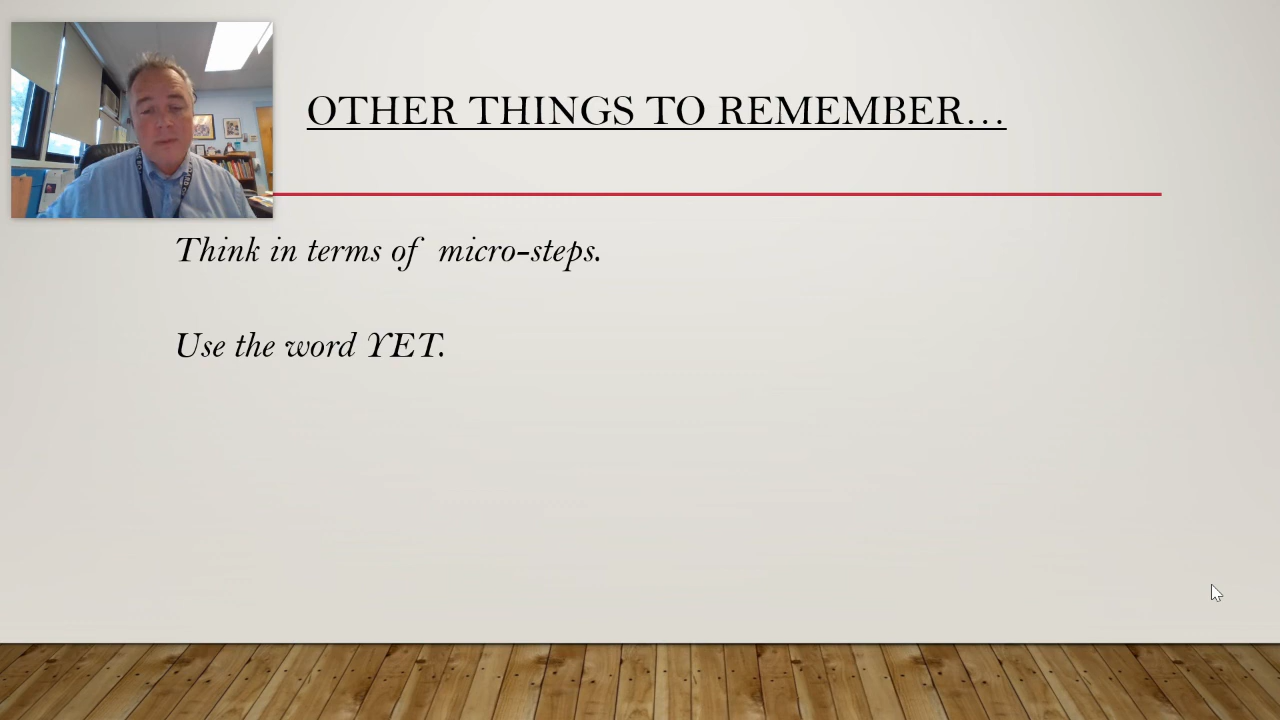 OTHER THINGS TO REMEMBER…
Think in terms of micro-steps.
Use the word YET.